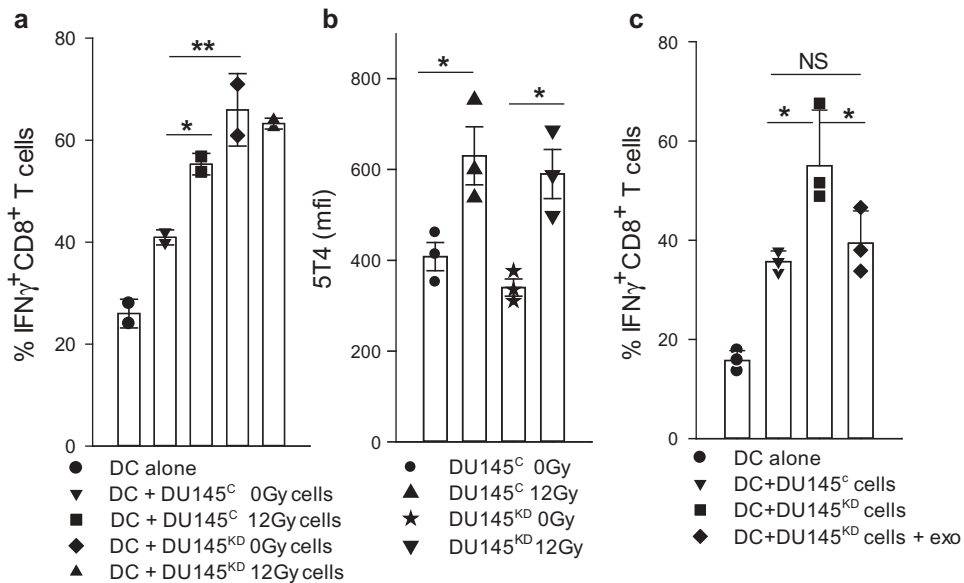 a
% IFNγ⁺ CD8⁺ T cells
80
60
40
20
0
**
*
DC alone
DC + DU145ᶜ 0Gy cells
DC + DU145ᶜ 12Gy cells
DC + DU145ᴷᴰ 0Gy cells
DC + DU145ᴷᴰ 12Gy cells
b
5T4 (mfi)
800
600
400
200
0
*
*
DU145ᶜ 0Gy
DU145ᶜ 12Gy
DU145ᴷᴰ 0Gy
DU145ᴷᴰ 12Gy
c
% IFNγ⁺ CD8⁺ T cells
80
60
40
20
0
NS
*
*
DC alone
DC+DU145ᶜ cells
DC+DU145ᴷᴰ cells
DC+DU145ᴷᴰ cells + exo